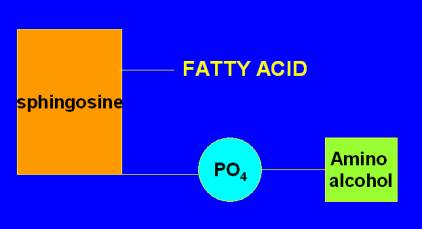 FATTY ACID
sphingosine
PO4
Amino
alcohol